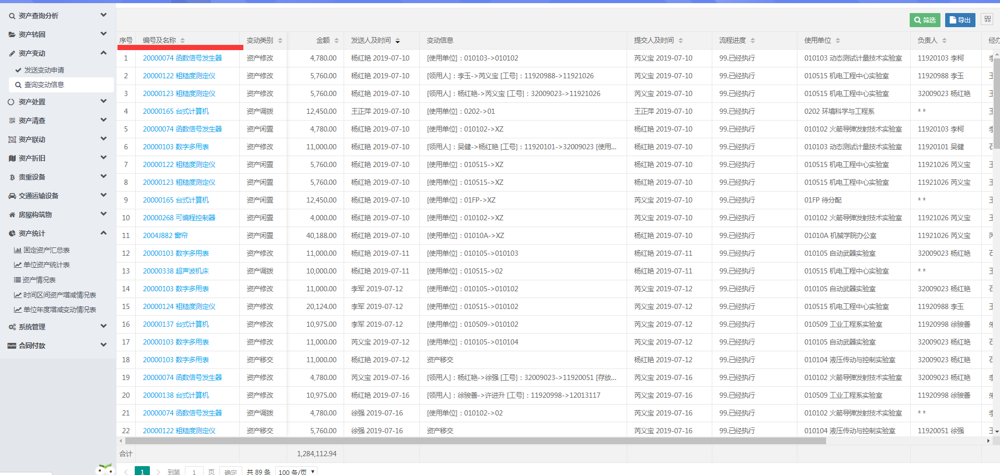 资产查询分析
资产转固
资产变动
发送变动申请
查询变动信息
资产处置
资产清查
资产联动
资产折旧
贵重设备
交通运输设备
房屋构筑物
资产统计
固定资产汇总表
单位资产统计表
资产情况表
时间区间资产增减情况表
单位年度增减变动情况表
系统管理
合同付款
筛选 导出
序号 编号及名称 变动类别 金额 发送人及时间 变动信息 提交人及时间 流程进度 使用单位 负责人
1 20000074 函数信号发生器 资产修改 4,780.00 杨红艳 2019-07-10 [使用单位]：010103->010102 芮义宝 2019-07-10 99.已经执行 010103 动态测试计量技术实验室 11920103 李柯
2 20000122 粗糙度测定仪 资产修改 5,760.00 杨红艳 2019-07-10 [领用人]：李玉->芮义宝 [工号]：11920988->11921026 芮义宝 2019-07-10 99.已经执行 010515 机电工程中心实验室 11920988 李玉
3 20000123 粗糙度测定仪 资产修改 5,760.00 杨红艳 2019-07-10 [领用人]：杨红艳->芮义宝 [工号]：32009023->11921026 芮义宝 2019-07-10 99.已经执行 010515 机电工程中心实验室 32009023 杨红艳
4 20000165 台式计算机 资产调拨 12,450.00 王正萍 2019-07-10 [使用单位]：0202->01 王正萍 2019-07-10 99.已经执行 0202 环境科学与工程系 * *
5 20000074 函数信号发生器 资产闲置 4,780.00 杨红艳 2019-07-10 [使用单位]：010102->XZ 杨红艳 2019-07-10 99.已经执行 010102 火箭导弹发射技术实验室 11920103 李柯
6 20000103 数字多用表 资产修改 11,000.00 杨红艳 2019-07-10 [领用人]：吴健->杨红艳 [工号]：11920101->32009023 [使用... 杨红艳 2019-07-10 99.已经执行 010103 动态测试计量技术实验室 11920101 吴健
7 20000122 粗糙度测定仪 资产闲置 5,760.00 杨红艳 2019-07-10 [使用单位]：010515->XZ 杨红艳 2019-07-10 99.已经执行 010515 机电工程中心实验室 11921026 芮义宝
8 20000123 粗糙度测定仪 资产闲置 5,760.00 杨红艳 2019-07-10 [使用单位]：010515->XZ 杨红艳 2019-07-10 99.已经执行 010515 机电工程中心实验室 11921026 芮义宝
9 20000165 台式计算机 资产闲置 12,450.00 杨红艳 2019-07-10 [使用单位]：01FP->XZ 芮义宝 2019-07-10 99.已经执行 01FP 待分配 * *
10 20000268 可编程控制器 资产闲置 4,000.00 杨红艳 2019-07-10 [使用单位]：010102->XZ 芮义宝 2019-07-10 99.已经执行 010102 火箭导弹发射技术实验室 11921026 芮义宝
11 2004J882 窗帘 资产闲置 40,188.00 杨红艳 2019-07-10 [使用单位]：01010A->XZ 杨红艳 2019-07-10 99.已经执行 01010A 机械学院办公室 11921026 芮义宝
12 20000103 数字多用表 资产修改 11,000.00 杨红艳 2019-07-11 [使用单位]：010105->010103 杨红艳 2019-07-11 99.已经执行 010105 自动武器实验室 32009023 杨红艳
13 20000338 超声波机床 资产调拨 10,000.00 杨红艳 2019-07-11 [使用单位]：010515->02 杨红艳 2019-07-11 99.已经执行 010515 机电工程中心实验室 * *
14 20000103 数字多用表 资产修改 11,000.00 李军 2019-07-12 [使用单位]：010105->010102 芮义宝 2019-07-12 99.已经执行 010105 自动武器实验室 32009023 杨红艳
15 20000124 粗糙度测定仪 资产修改 20,124.00 李军 2019-07-12 [使用单位]：010515->010102 芮义宝 2019-07-12 99.已经执行 010515 机电工程中心实验室 11920988 李玉
16 20000137 台式计算机 资产修改 10,975.00 李军 2019-07-12 [使用单位]：010509->010102 芮义宝 2019-07-12 99.已经执行 010509 工业工程系实验室 11920998 徐骏善
17 20000103 数字多用表 资产修改 11,000.00 芮义宝 2019-07-12 [使用单位]：010105->010104 芮义宝 2019-07-12 99.已经执行 010105 自动武器实验室 32009023 杨红艳
18 20000103 数字多用表 资产移交 11,000.00 杨红艳 2019-07-12 资产移交 杨红艳 2019-07-12 99.已经执行 010104 液压传动与控制实验室 32009023 杨红艳
19 20000074 函数信号发生器 资产修改 4,780.00 芮义宝 2019-07-16 [领用人]：杨红艳->徐强 [工号]：32009023->11920051 [存放... 芮义宝 2019-07-16 99.已经执行 010102 火箭导弹发射技术实验室 32009023 杨红艳
20 20000138 台式计算机 资产修改 10,975.00 杨红艳 2019-07-16 [领用人]：徐骏善->许进升 [工号]：11920998->12013117 芮义宝 2019-07-16 99.已经执行 010509 工业工程系实验室 11920998 徐骏善
21 20000074 函数信号发生器 资产调拨 4,780.00 徐强 2019-07-16 [使用单位]：010102->02 芮义宝 2019-07-16 99.已经执行 010102 火箭导弹发射技术实验室 * *
22 20000122 粗糙度测定仪 资产移交 5,760.00 徐强 2019-07-16 资产移交 芮义宝 2019-07-16 99.已经执行 010104 液压传动与控制实验室 11920051 徐强
合计 1,284,112.94
1 到第 1 页 确定 共 89 条 100 条/页